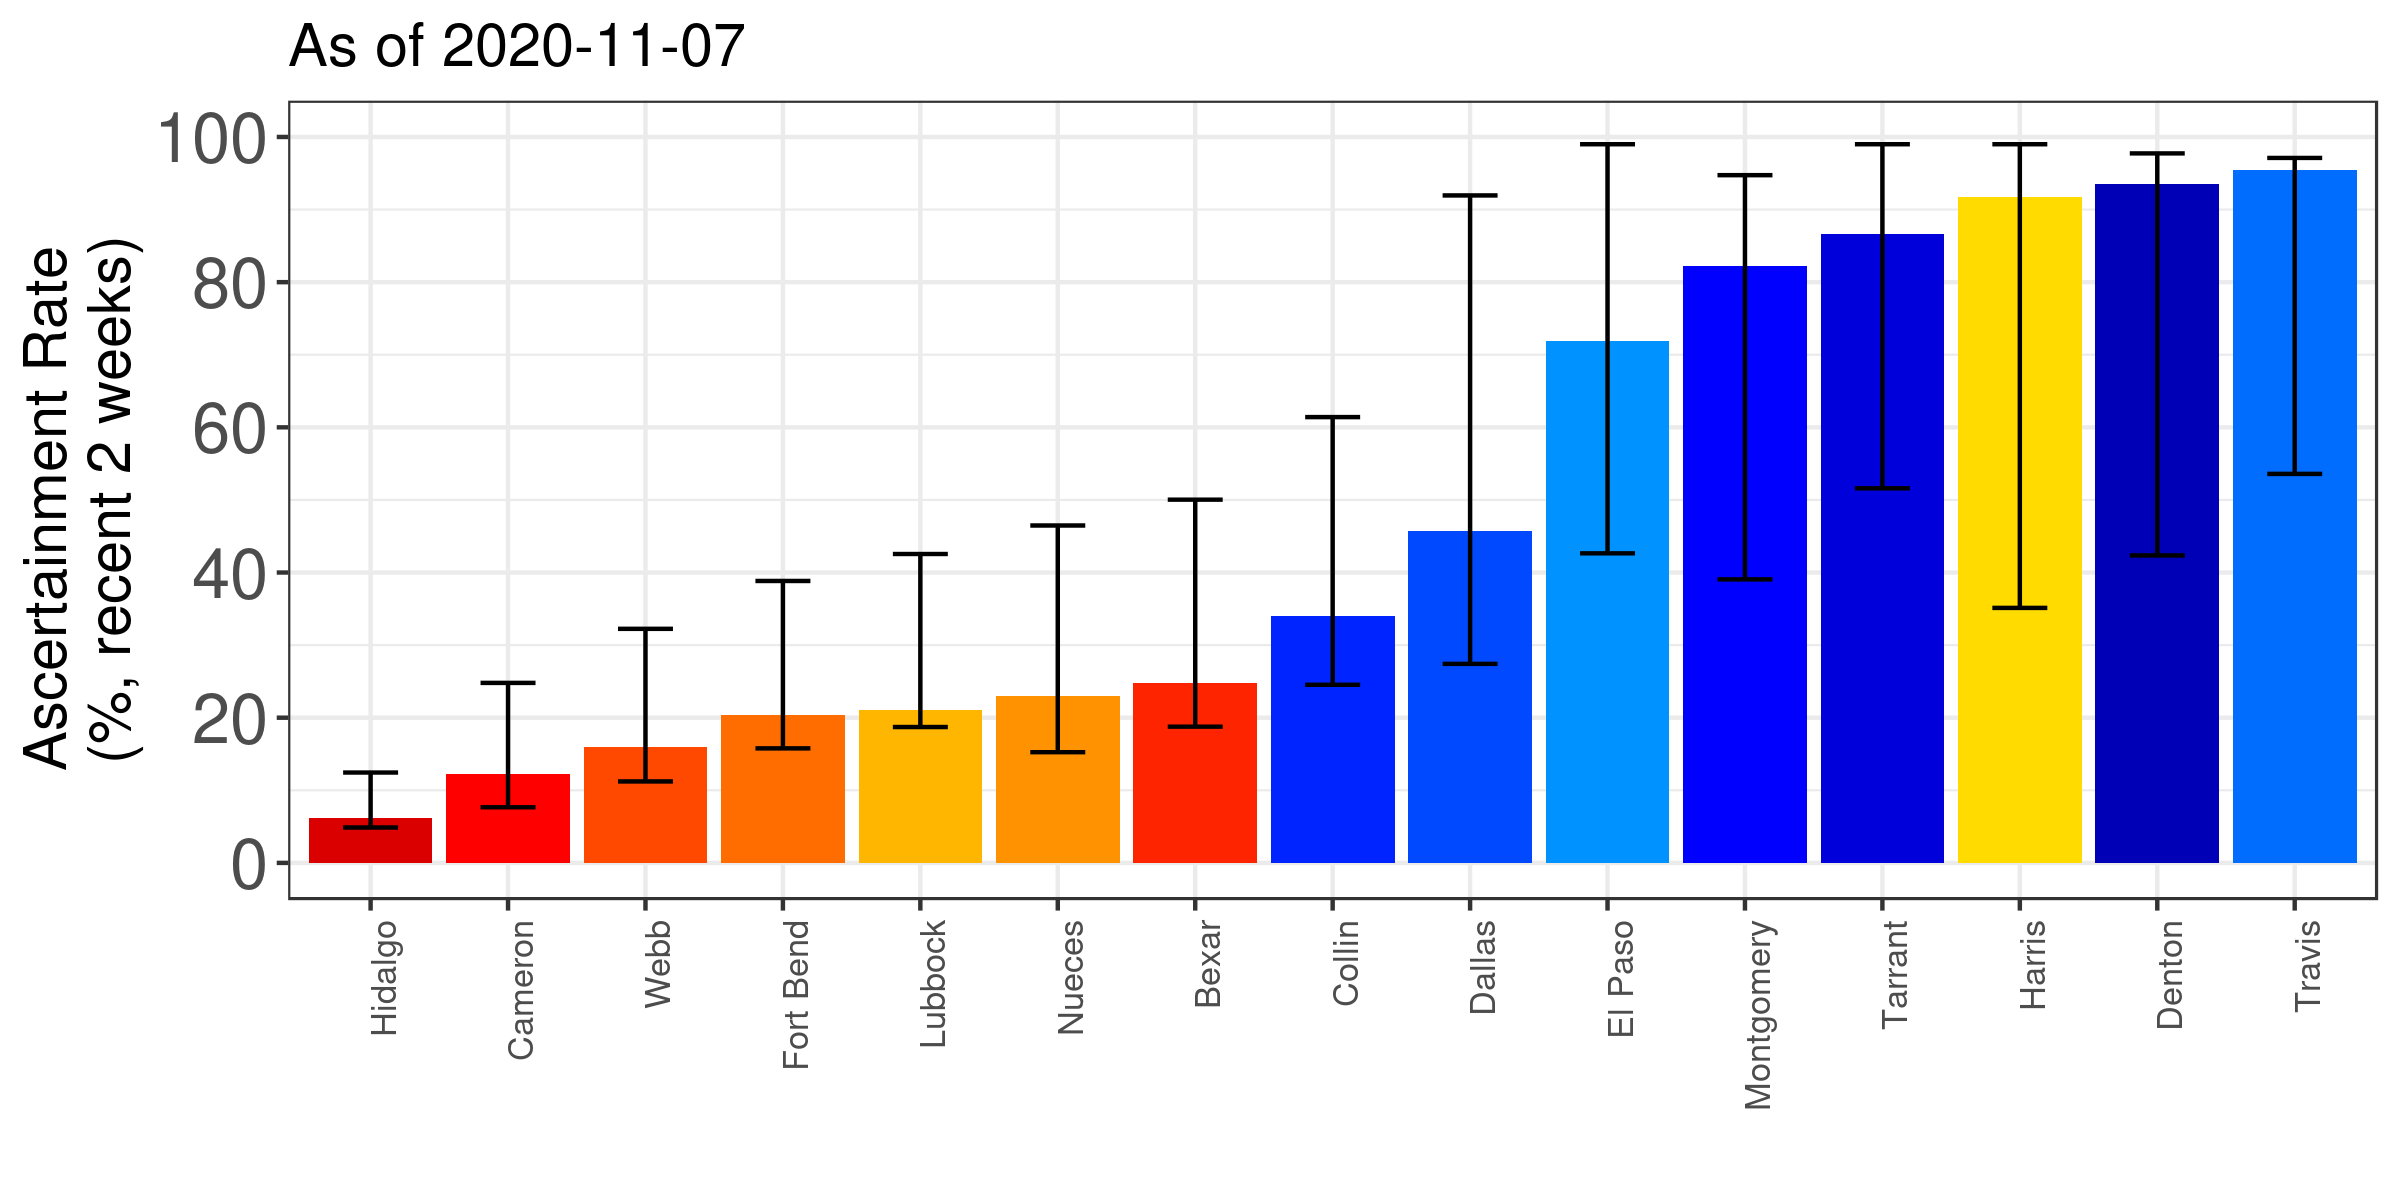 As of 2020-11-07
Ascertainment Rate
(%, recent 2 weeks)
100
80
60
40
20
0
Hidalgo
Cameron
Webb
Fort Bend
Lubbock
Nueces
Bexar
Collin
Dallas
El Paso
Montgomery
Tarrant
Harris
Denton
Travis